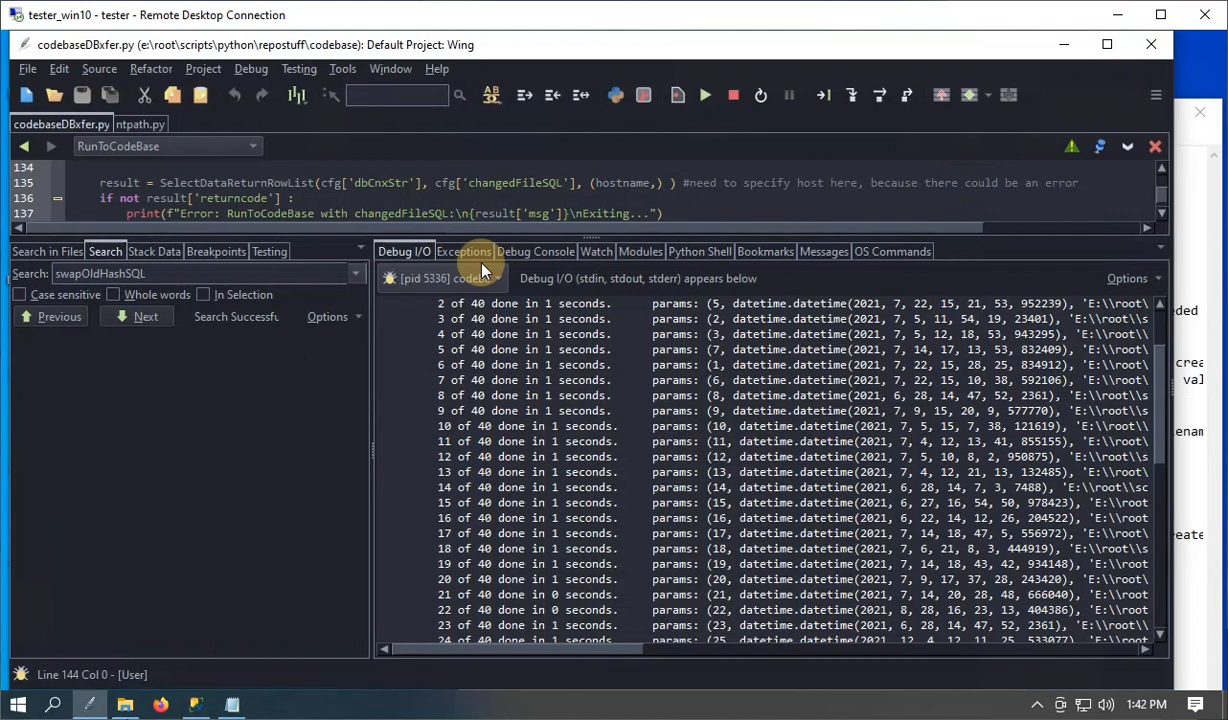 tester_win10 - tester - Remote Desktop Connection
codebaseDBxfer.py (e:\root\scripts\python\repostuff\codebase): Default Project: Wing
File Edit Source Refactor Project Debug Testing Tools Window Help
codebaseDBxfer.py ntpath.py
RunToCodeBase
134
135 result = SelectDataReturnRowList(cfg['dbCnxStr'], cfg['changedFileSQL'], (hostname,) ) #need to specify host here, because there could be an error
136 if not result['returncode'] :
137 print(f"Error: RunToCodeBase with changedFileSQL:\n{result['msg']}\nExiting...")
Search in Files Search Stack Data Breakpoints Testing
Debug I/O Exceptions Debug Console Watch Modules Python Shell Bookmarks Messages OS Commands
Search: swapOldHashSQL
Case sensitive Whole words In Selection
Previous Next Search Successfu Options
[pid 5336] codeb Debug I/O (stdin, stdout, stderr) appears below Options
2 of 40 done in 1 seconds. params: (5, datetime.datetime(2021, 7, 22, 15, 21, 53, 952239), 'E:\\root\
3 of 40 done in 1 seconds. params: (2, datetime.datetime(2021, 7, 5, 11, 54, 19, 23401), 'E:\\root\\s
4 of 40 done in 1 seconds. params: (3, datetime.datetime(2021, 7, 5, 12, 18, 53, 943295), 'E:\\root\\
5 of 40 done in 1 seconds. params: (7, datetime.datetime(2021, 7, 14, 17, 13, 53, 832409), 'E:\\root\
6 of 40 done in 1 seconds. params: (1, datetime.datetime(2021, 7, 22, 15, 28, 25, 834912), 'E:\\root\
7 of 40 done in 1 seconds. params: (6, datetime.datetime(2021, 7, 22, 15, 10, 38, 592106), 'E:\\root\
8 of 40 done in 1 seconds. params: (8, datetime.datetime(2021, 6, 28, 14, 47, 52, 2361), 'E:\\root\\s
9 of 40 done in 1 seconds. params: (9, datetime.datetime(2021, 7, 9, 15, 20, 9, 577770), 'E:\\root\\s
10 of 40 done in 1 seconds. params: (10, datetime.datetime(2021, 7, 5, 15, 7, 38, 121619), 'E:\\root\
11 of 40 done in 1 seconds. params: (11, datetime.datetime(2021, 7, 4, 12, 13, 41, 855155), 'E:\\root
12 of 40 done in 1 seconds. params: (12, datetime.datetime(2021, 7, 5, 10, 8, 2, 950875), 'E:\\root\\
13 of 40 done in 1 seconds. params: (13, datetime.datetime(2021, 7, 4, 12, 21, 13, 132485), 'E:\\root
14 of 40 done in 1 seconds. params: (14, datetime.datetime(2021, 6, 28, 14, 7, 3, 7488), 'E:\\root\\sc
15 of 40 done in 1 seconds. params: (15, datetime.datetime(2021, 6, 27, 16, 54, 50, 978423), 'E:\\root
16 of 40 done in 1 seconds. params: (16, datetime.datetime(2021, 6, 22, 14, 12, 26, 204522), 'E:\\root
17 of 40 done in 1 seconds. params: (17, datetime.datetime(2021, 7, 14, 18, 47, 5, 556972), 'E:\\root\
18 of 40 done in 1 seconds. params: (18, datetime.datetime(2021, 7, 6, 21, 8, 3, 444919), 'E:\\root\\s
19 of 40 done in 1 seconds. params: (19, datetime.datetime(2021, 7, 14, 18, 43, 42, 934148), 'E:\\root
20 of 40 done in 1 seconds. params: (20, datetime.datetime(2021, 7, 9, 17, 37, 28, 243420), 'E:\\root\
21 of 40 done in 0 seconds. params: (21, datetime.datetime(2021, 7, 14, 20, 28, 48, 666040), 'E:\\root
22 of 40 done in 0 seconds. params: (22, datetime.datetime(2021, 8, 28, 16, 23, 13, 404386), 'E:\\root
23 of 40 done in 1 seconds. params: (23, datetime.datetime(2021, 6, 28, 14, 47, 52, 2361), 'E:\\root\\
24 of 40 done in 1 seconds. params: (25, datetime.datetime(2021, 12, 4, 12, 11, 25, 533077), 'E:\\root
eded
crea
val
lenam
reate
Line 144 Col 0 - [User]
1:42 PM